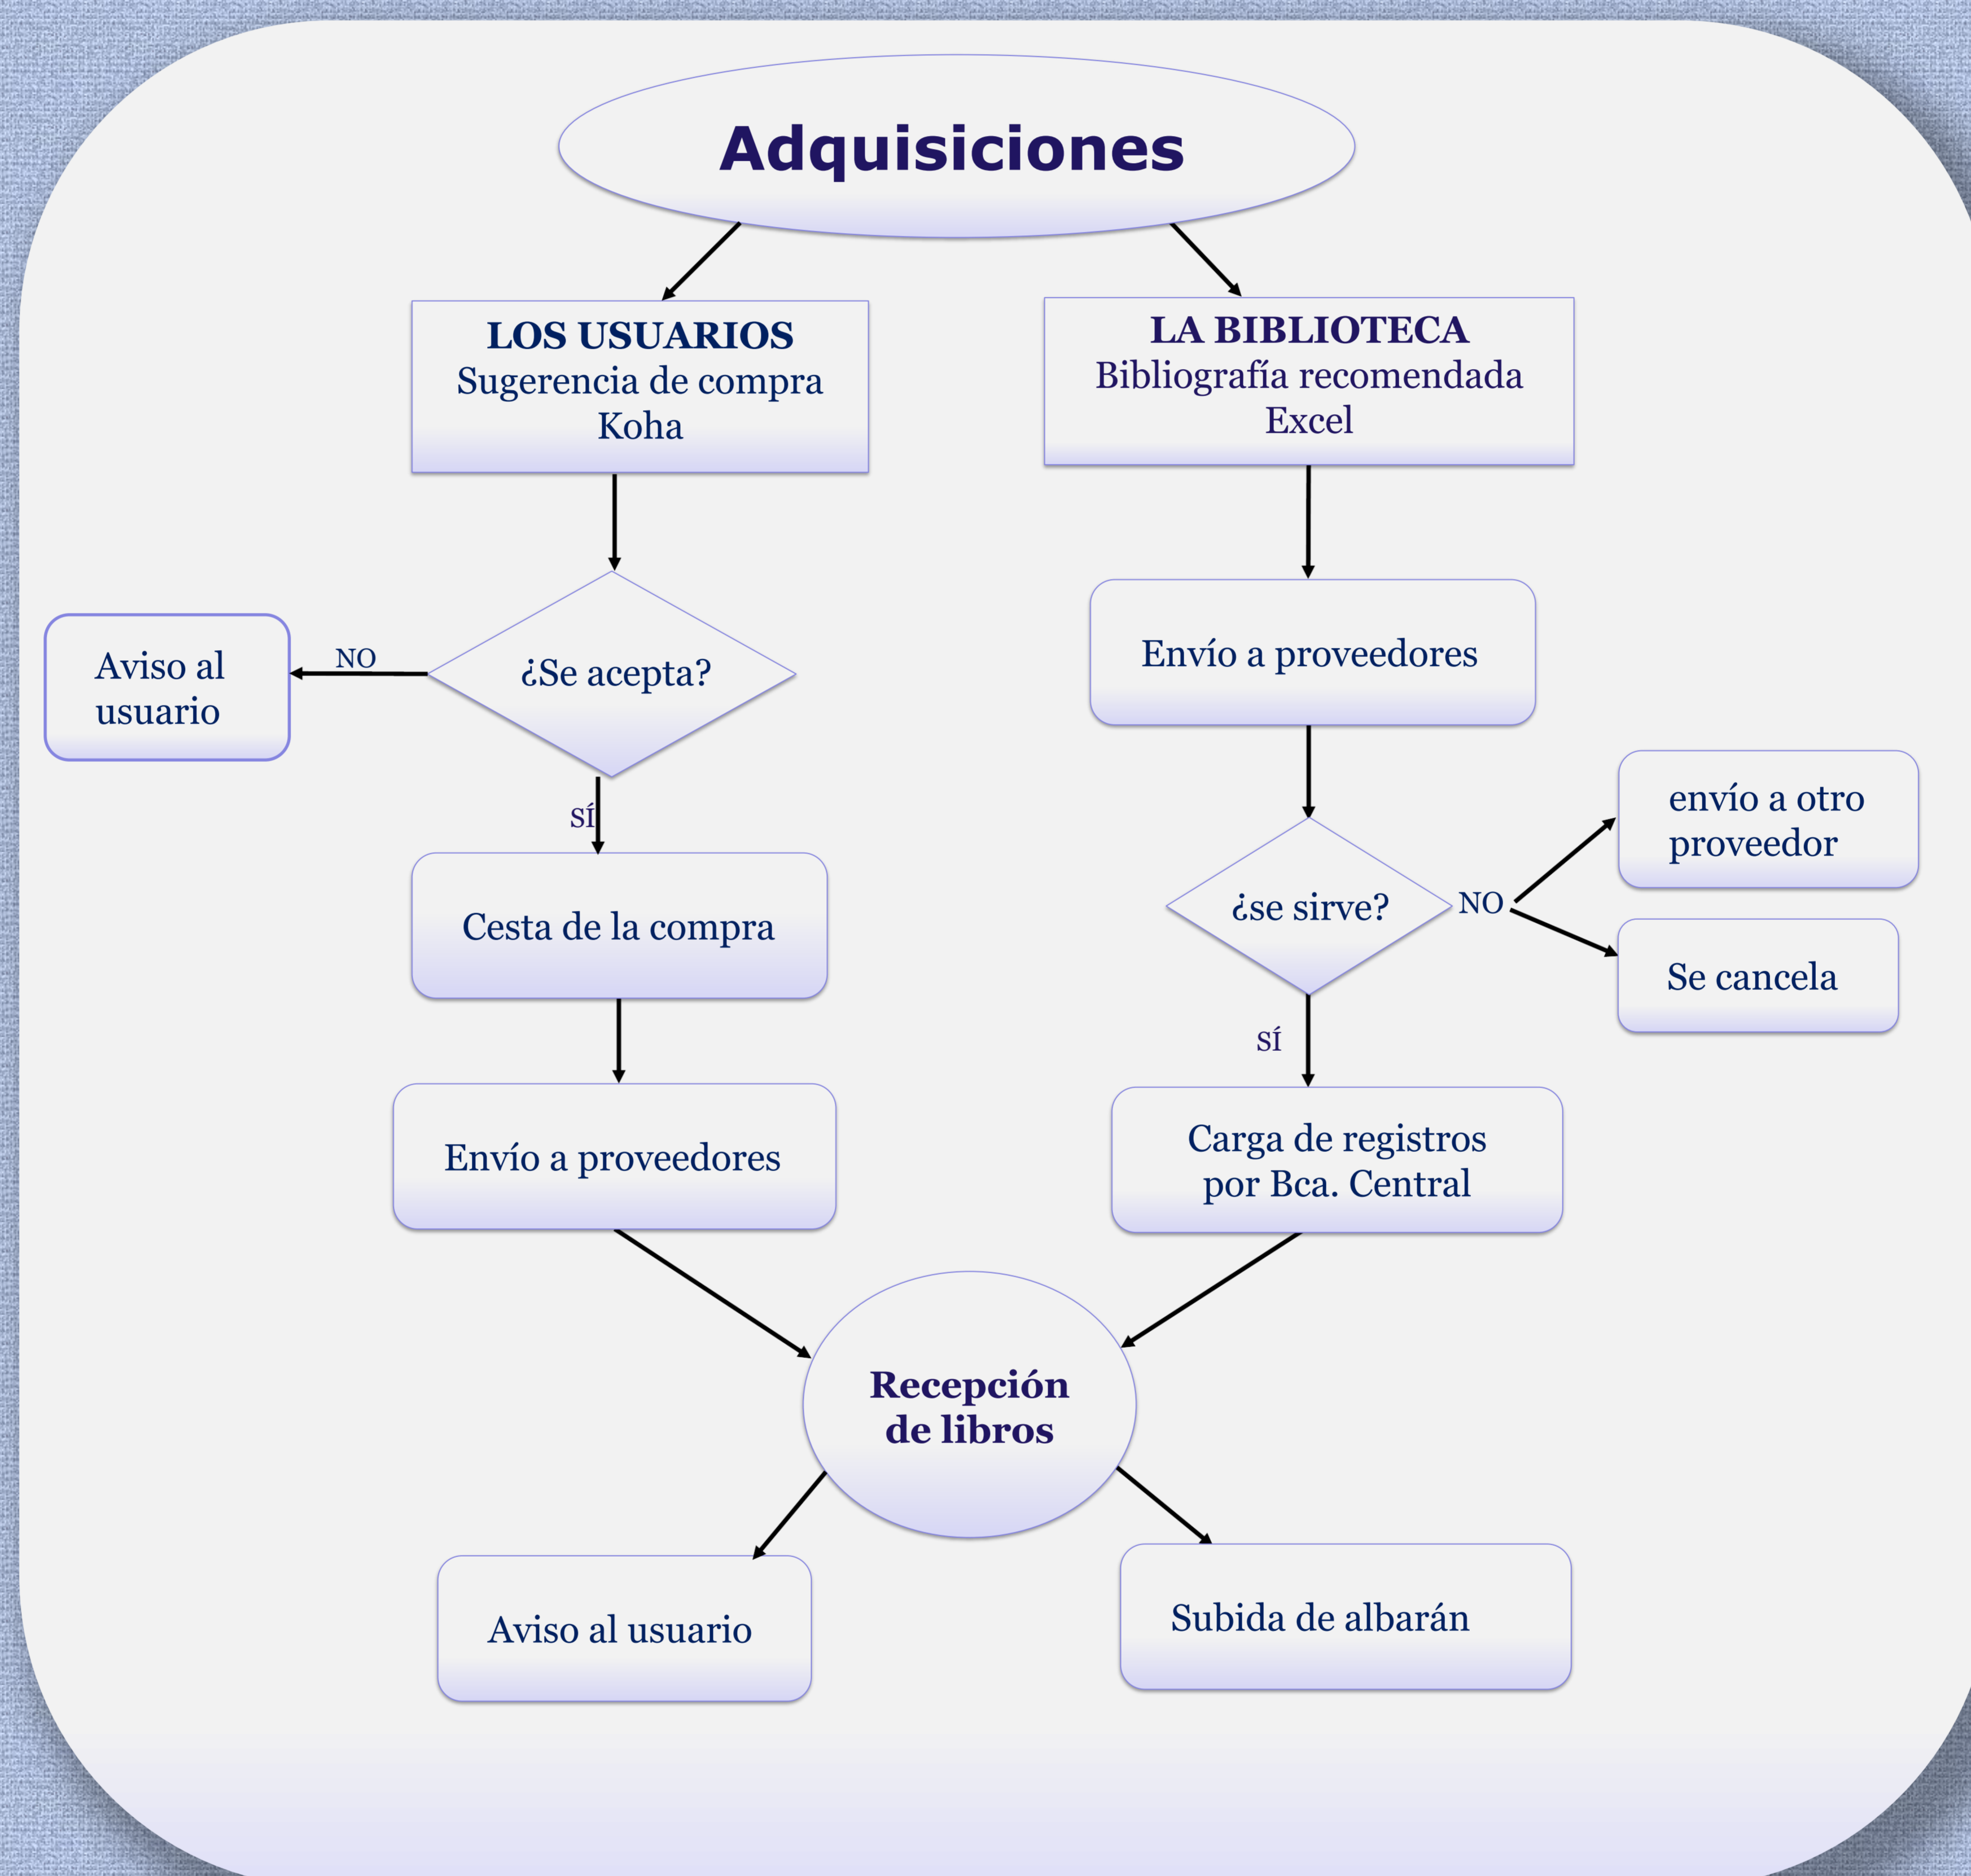 Adquisiciones
LOS USUARIOS
Sugerencia de compra
Koha
LA BIBLIOTECA
Bibliografía recomendada
Excel
¿Se acepta?
NO
Aviso al
usuario
SÍ
Cesta de la compra
Envío a proveedores
Envío a proveedores
¿se sirve?
NO
envío a otro
proveedor
Se cancela
SÍ
Carga de registros
por Bca. Central
Recepción
de libros
Aviso al usuario
Subida de albarán